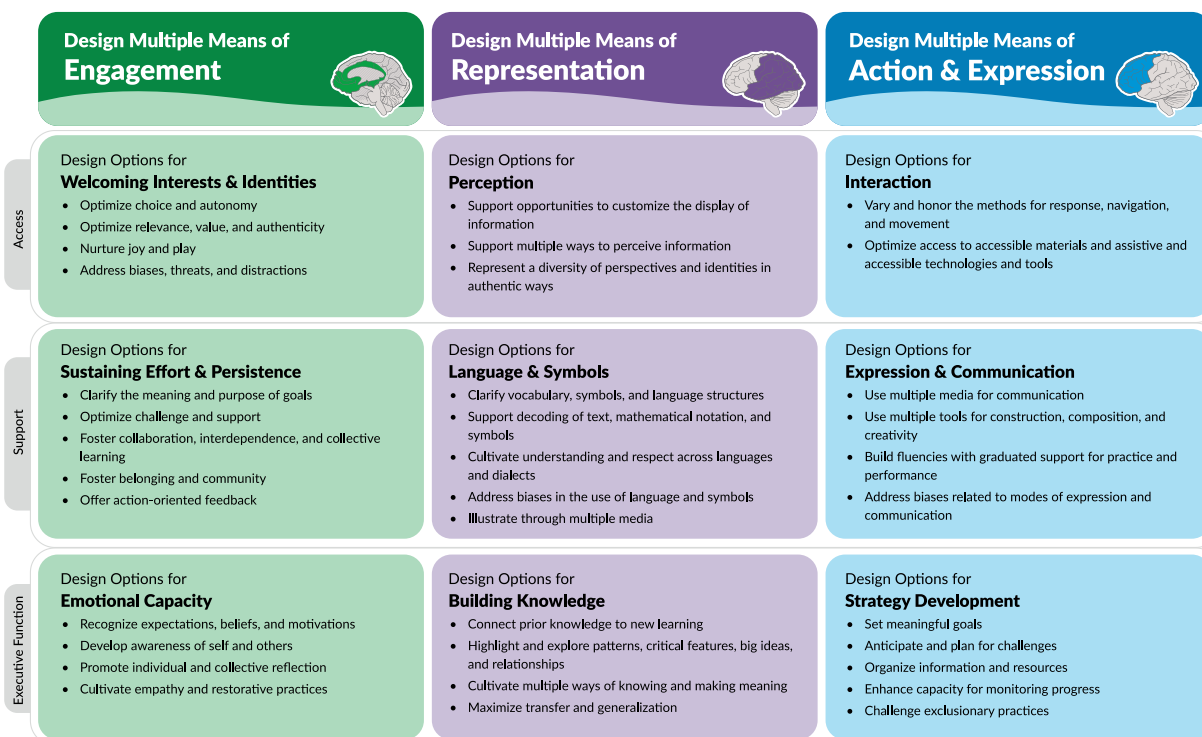 Design Multiple Means of
Engagement
Design Multiple Means of
Representation
Design Multiple Means of
Action & Expression
Access
Design Options for
Welcoming Interests & Identities
• Optimize choice and autonomy
• Optimize relevance, value, and authenticity
• Nurture joy and play
• Address biases, threats, and distractions
Design Options for
Perception
• Support opportunities to customize the display of
information
• Support multiple ways to perceive information
• Represent a diversity of perspectives and identities in
authentic ways
Design Options for
Interaction
• Vary and honor the methods for response, navigation,
and movement
• Optimize access to accessible materials and assistive and
accessible technologies and tools
Support
Design Options for
Sustaining Effort & Persistence
• Clarify the meaning and purpose of goals
• Optimize challenge and support
• Foster collaboration, interdependence, and collective
learning
• Foster belonging and community
• Offer action-oriented feedback
Design Options for
Language & Symbols
• Clarify vocabulary, symbols, and language structures
• Support decoding of text, mathematical notation, and
symbols
• Cultivate understanding and respect across languages
and dialects
• Address biases in the use of language and symbols
• Illustrate through multiple media
Design Options for
Expression & Communication
• Use multiple media for communication
• Use multiple tools for construction, composition, and
creativity
• Build fluencies with graduated support for practice and
performance
• Address biases related to modes of expression and
communication
Executive Function
Design Options for
Emotional Capacity
• Recognize expectations, beliefs, and motivations
• Develop awareness of self and others
• Promote individual and collective reflection
• Cultivate empathy and restorative practices
Design Options for
Building Knowledge
• Connect prior knowledge to new learning
• Highlight and explore patterns, critical features, big ideas,
and relationships
• Cultivate multiple ways of knowing and making meaning
• Maximize transfer and generalization
Design Options for
Strategy Development
• Set meaningful goals
• Anticipate and plan for challenges
• Organize information and resources
• Enhance capacity for monitoring progress
• Challenge exclusionary practices